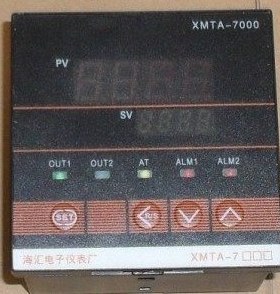 XMTA-7000
PV
SV
OUT1 OUT2 AT ALM1 ALM2
SET
海汇电子仪表厂 XMTA-7□□□